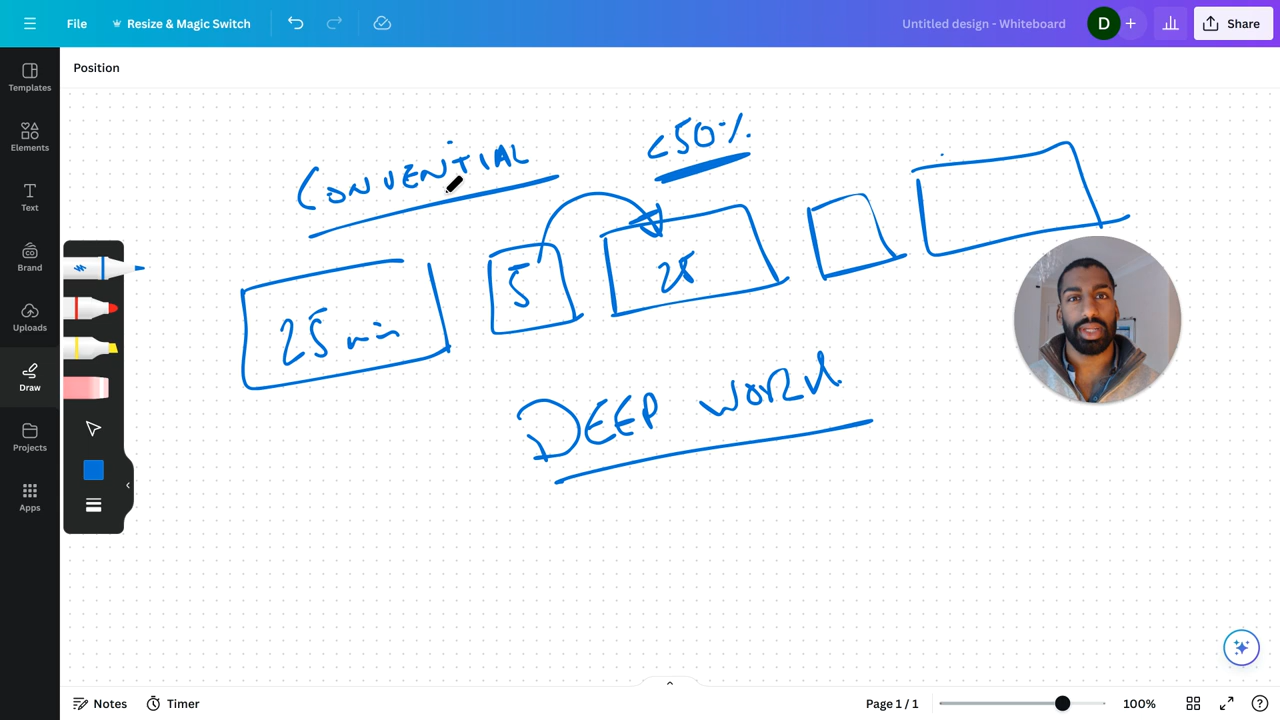 File
Resize & Magic Switch
Untitled design - Whiteboard
D
+
Share
Position
Templates
Elements
Text
Brand
Uploads
Draw
Projects
Apps
CONVENTIAL
<50%
25 min
5
25
DEEP WORK
Notes
Timer
Page 1 / 1
100%